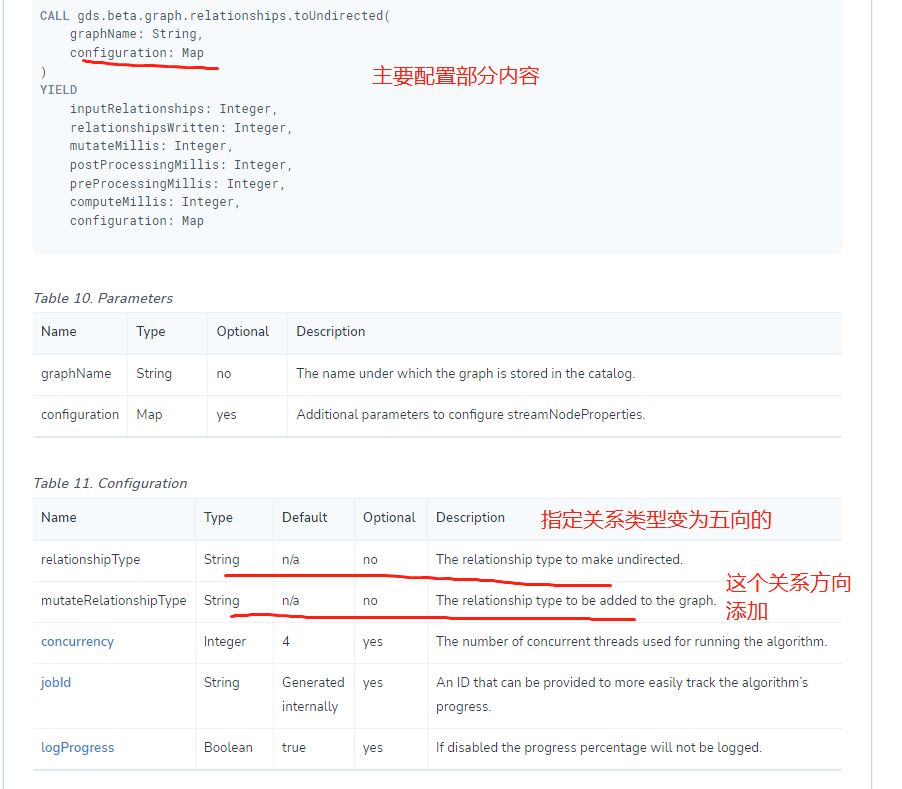 CALL gds.beta.graph.relationships.toUndirected(
graphName: String,
configuration: Map
)
主要配置部分内容
YIELD
inputRelationships: Integer,
relationshipsWritten: Integer,
mutateMillis: Integer,
postProcessingMillis: Integer,
preProcessingMillis: Integer,
computeMillis: Integer,
configuration: Map
Table 10. Parameters
Name Type Optional Description
graphName String no The name under which the graph is stored in the catalog.
configuration Map yes Additional parameters to configure streamNodeProperties.
Table 11. Configuration
Name Type Default Optional Description 指定关系类型变为五向的
relationshipType String n/a no The relationship type to make undirected.
这个关系方向
mutateRelationshipType String n/a no The relationship type to be added to the graph.
添加
concurrency Integer 4 yes The number of concurrent threads used for running the algorithm.
jobId String Generated yes An ID that can be provided to more easily track the algorithm's
internally progress.
logProgress Boolean true yes If disabled the progress percentage will not be logged.